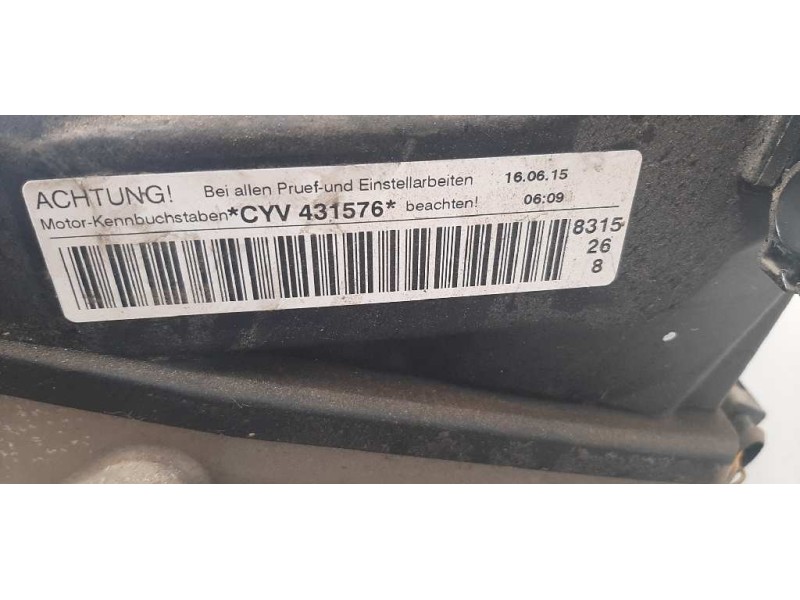 ACHTUNG! Bei allen Pruef-und Einstellarbeiten 16.06.15
Motor-Kennbuchstaben*CYV 431576* beachten! 06:09
8315
26
8